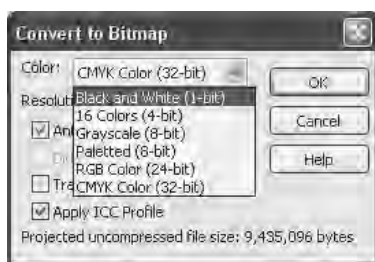 Convert to Bitmap
Color: CMYK Color (32-bit)
Black and White (1-bit)
16 Colors (4-bit)
Grayscale (8-bit)
Paletted (8-bit)
RGB Color (24-bit)
CMYK Color (32-bit)
Apply ICC Profile
Projected uncompressed file size: 9,435,096 bytes
OK
Cancel
Help